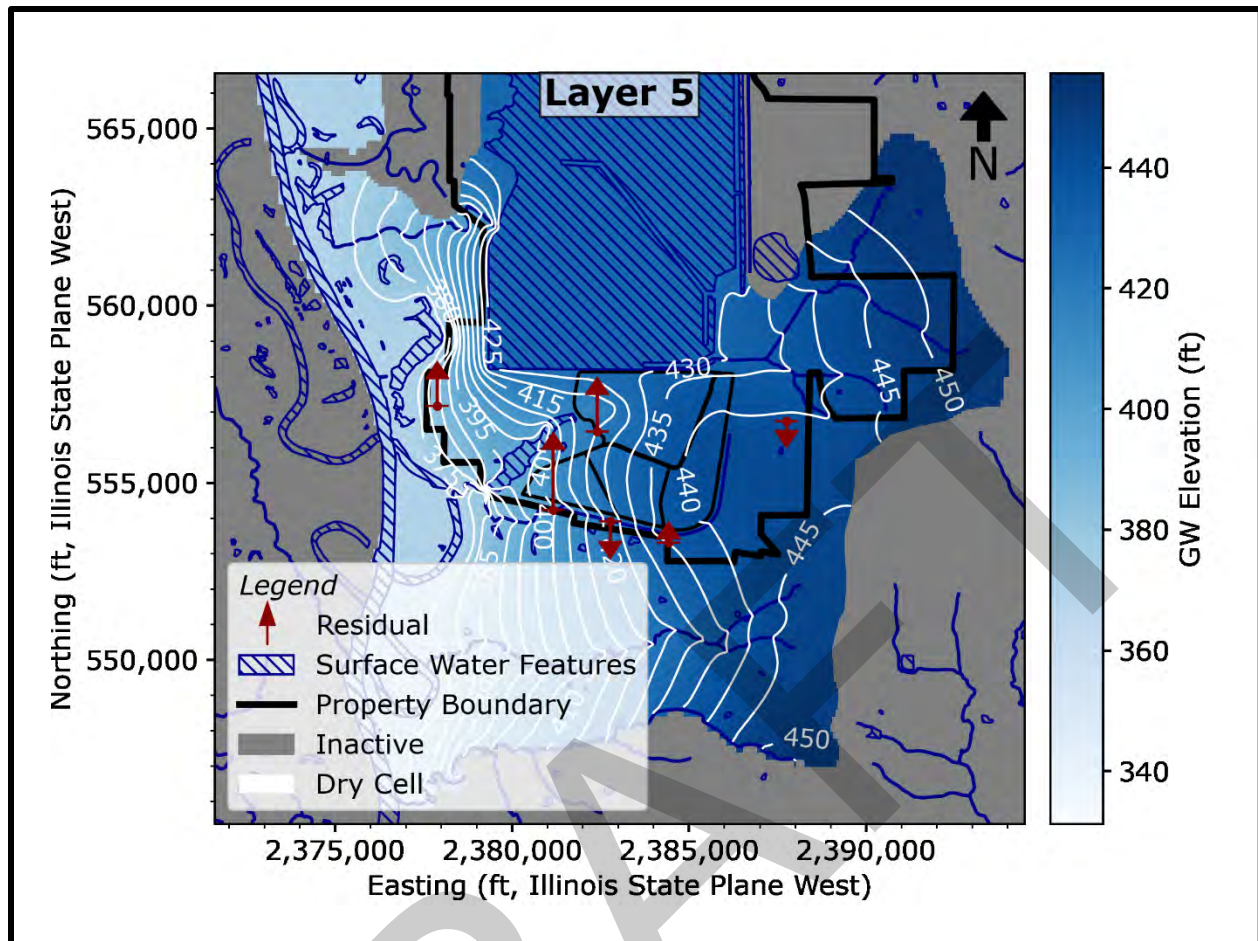 Layer 5
N
565,000
560,000
555,000
550,000
Northing (ft, Illinois State Plane West)
2,375,000
2,380,000
2,385,000
2,390,000
Easting (ft, Illinois State Plane West)
440
420
400
380
360
340
GW Elevation (ft)
425
430
415
395
435
440
445
450
400
445
450
Legend
Residual
Surface Water Features
Property Boundary
Inactive
Dry Cell
DRAFT